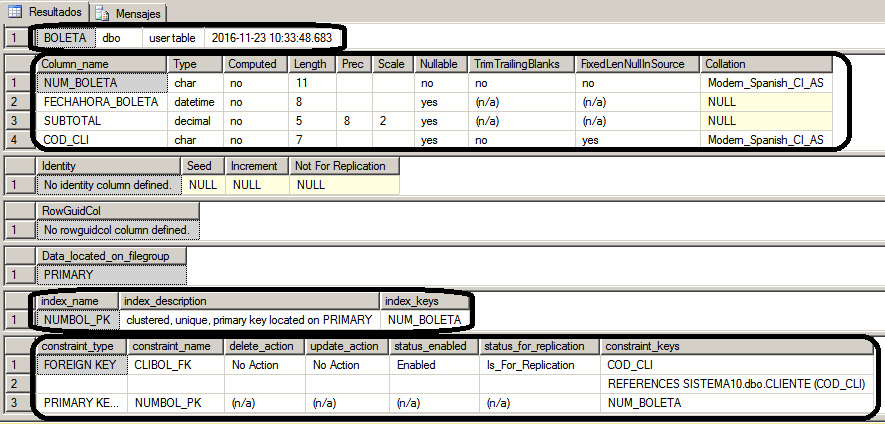 Resultados Mensajes
1 BOLETA dbo user table 2016-11-23 10:33:48.683
Column_name Type Computed Length Prec Scale Nullable TrimTrailingBlanks FixedLenNullInSource Collation
1 NUM_BOLETA char no 11 no no no Modern_Spanish_CI_AS
2 FECHAHORA_BOLETA datetime no 8 yes (n/a) (n/a) NULL
3 SUBTOTAL decimal no 5 8 2 yes (n/a) (n/a) NULL
4 COD_CLI char no 7 yes no yes Modern_Spanish_CI_AS
Identity Seed Increment Not For Replication
1 No identity column defined. NULL NULL NULL
RowGuidCol
1 No rowguidcol column defined.
Data_located_on_filegroup
1 PRIMARY
index_name index_description index_keys
1 NUMBOL_PK clustered, unique, primary key located on PRIMARY NUM_BOLETA
constraint_type constraint_name delete_action update_action status_enabled status_for_replication constraint_keys
1 FOREIGN KEY CLIBOL_FK No Action No Action Enabled Is_For_Replication COD_CLI
2 REFERENCES SISTEMA10.dbo.CLIENTE (COD_CLI)
3 PRIMARY KE... NUMBOL_PK (n/a) (n/a) (n/a) (n/a) NUM_BOLETA